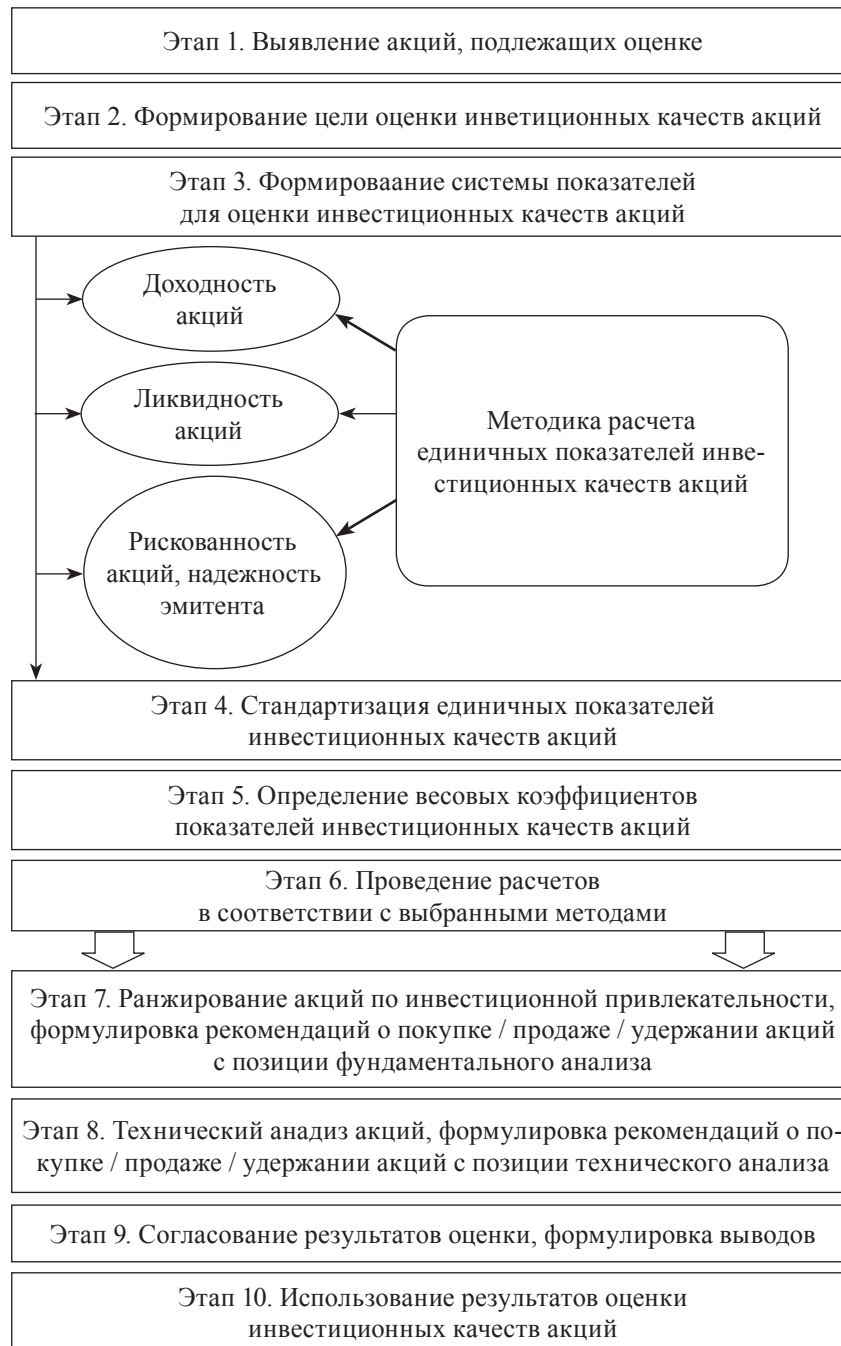 Этап 1. Выявление акций, подлежащих оценке
Этап 2. Формирование цели оценки инветиционных качеств акций
Этап 3. Формироваание системы показателей
для оценки инвестиционных качеств акций
Доходность
акций
Ликвидность
акций
Рискованность
акций, надежность
эмитента
Методика расчета
единичных показателей инве-
стиционных качеств акций
Этап 4. Стандартизация единичных показателей
инвестиционных качеств акций
Этап 5. Определение весовых коэффициентов
показателей инвестиционных качеств акций
Этап 6. Проведение расчетов
в соответствии с выбранными методами
Этап 7. Ранжирование акций по инвестиционной привлекательности,
формулировка рекомендаций о покупке / продаже / удержании акций
с позиции фундаментального анализа
Этап 8. Технический анадиз акций, формулировка рекомендаций о по-
купке / продаже / удержании акций с позиции технического анализа
Этап 9. Согласование результатов оценки, формулировка выводов
Этап 10. Использование результатов оценки
инвестиционных качеств акций